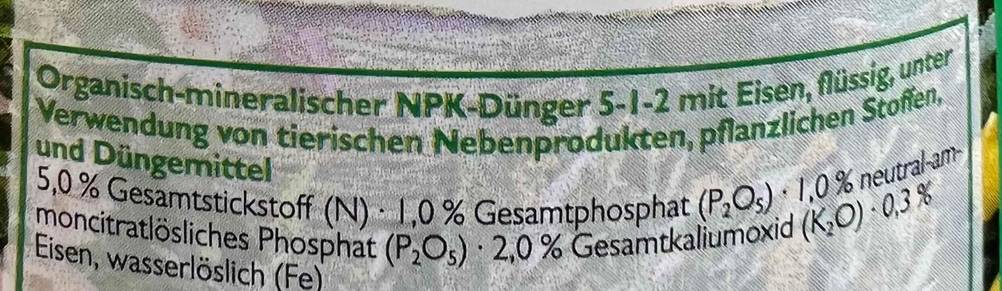 Organisch-mineralischer NPK-Dünger 5-1-2 mit Eisen, flüssig, unter
Verwendung von tierischen Nebenprodukten, pflanzlichen Stoffen,
und Düngemittel
5,0 % Gesamtstickstoff (N) · 1,0 % Gesamtphosphat (P₂O₅) · 1,0 % neutral-am-
moncitratlösliches Phosphat (P₂O₅) · 2,0 % Gesamtkaliumoxid (K₂O) · 0,3 %
Eisen, wasserlöslich (Fe)